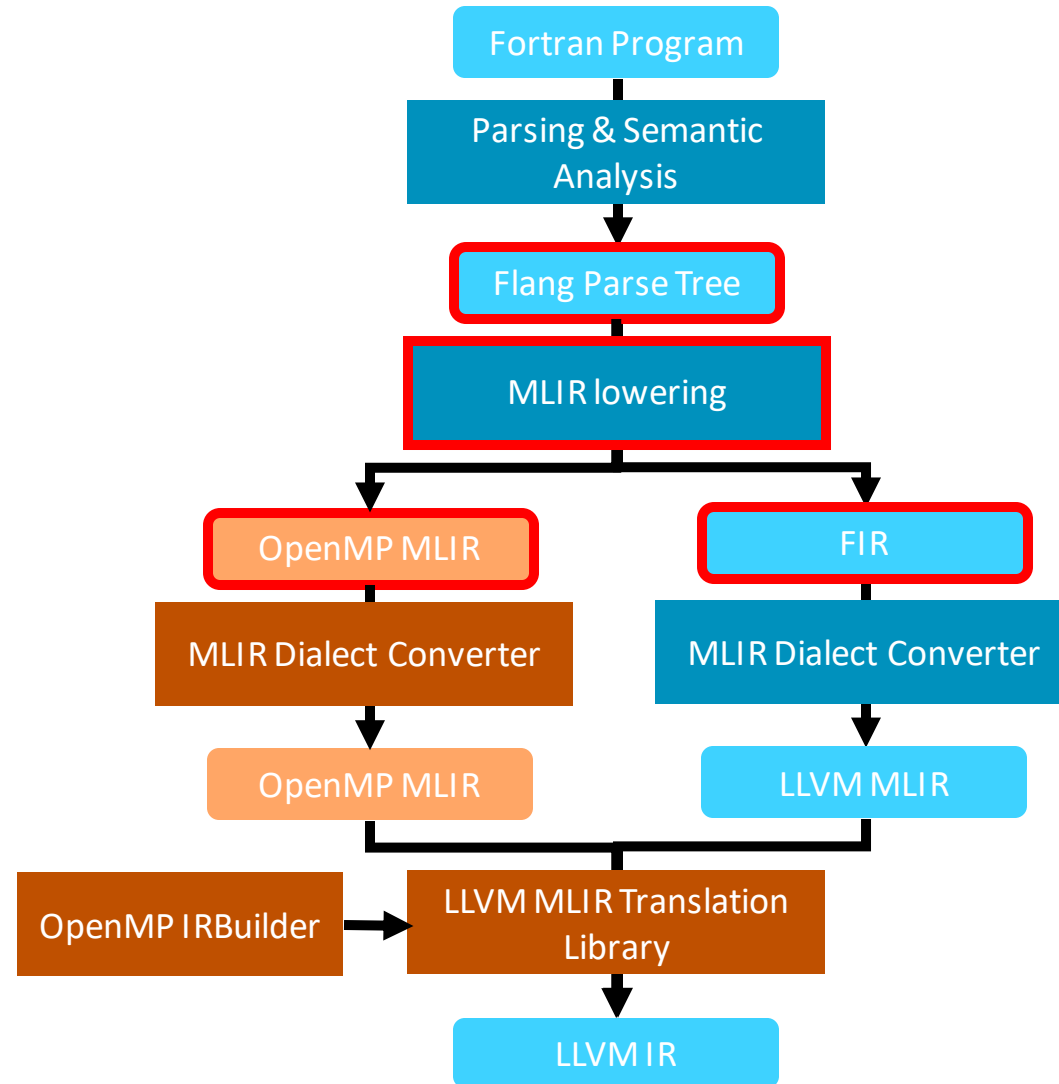 Fortran Program
Parsing & Semantic
Analysis
Flang Parse Tree
MLIR lowering
OpenMP MLIR
FIR
MLIR Dialect Converter
MLIR Dialect Converter
OpenMP MLIR
LLVM MLIR
OpenMP IRBuilder
LLVM MLIR Translation
Library
LLVM IR